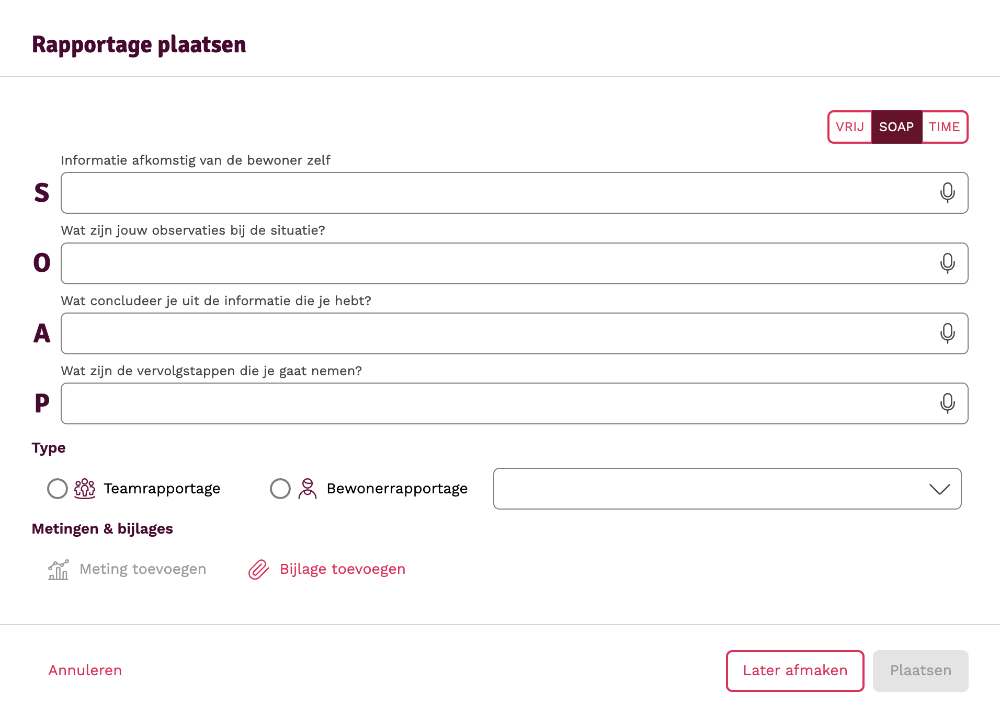 Rapportage plaatsen
VRIJ SOAP TIME
Informatie afkomstig van de bewoner zelf
S
Wat zijn jouw observaties bij de situatie?
O
Wat concludeer je uit de informatie die je hebt?
A
Wat zijn de vervolgstappen die je gaat nemen?
P
Type
Teamrapportage Bewonerrapportage
Metingen & bijlages
Meting toevoegen Bijlage toevoegen
Annuleren Later afmaken Plaatsen